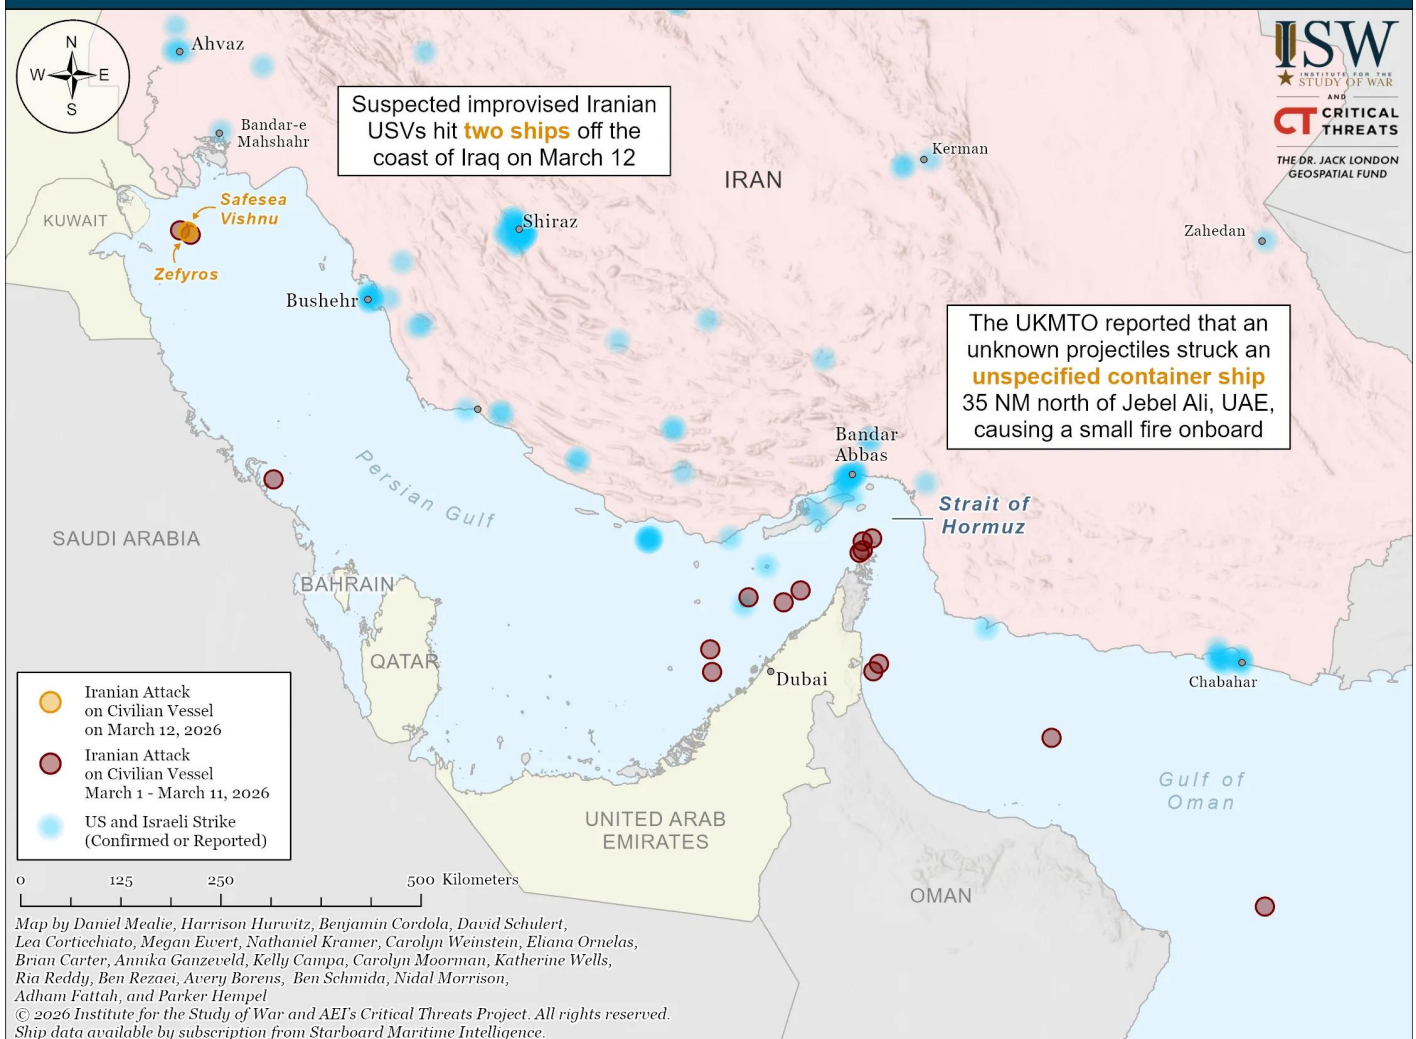 N
W
E
S
Ahvaz
Bandar-e
Mahshahr
Suspected improvised Iranian
USVs hit two ships off the
coast of Iraq on March 12
IRAN
Kerman
ISW
INSTITUTE FOR THE
STUDY OF WAR
AND
CT CRITICAL
THREATS
THE DR. JACK LONDON
GEOSPATIAL FUND
KUWAIT
Safesea
Vishnu
Zefyros
Shiraz
Zahedan
Bushehr
The UKMTO reported that an
unknown projectiles struck an
unspecified container ship
35 NM north of Jebel Ali, UAE,
causing a small fire onboard
Bandar
Abbas
Persian Gulf
Strait of
Hormuz
SAUDI ARABIA
BAHRAIN
QATAR
Dubai
Chabahar
Gulf of
Oman
UNITED ARAB
EMIRATES
OMAN
Iranian Attack
on Civilian Vessel
on March 12, 2026
Iranian Attack
on Civilian Vessel
March 1 - March 11, 2026
US and Israeli Strike
(Confirmed or Reported)
0 125 250 500 Kilometers
Map by Daniel Mealie, Harrison Hurwitz, Benjamin Cordola, David Schulert,
Lea Corticchiato, Megan Ewert, Nathaniel Kramer, Carolyn Weinstein, Eliana Ornelas,
Brian Carter, Annika Ganzeveld, Kelly Campa, Carolyn Moorman, Katherine Wells,
Ria Reddy, Ben Rezaei, Avery Borens, Ben Schmida, Nidal Morrison,
Adham Fattah, and Parker Hempel
© 2026 Institute for the Study of War and AEI's Critical Threats Project. All rights reserved.
Ship data available by subscription from Starboard Maritime Intelligence.